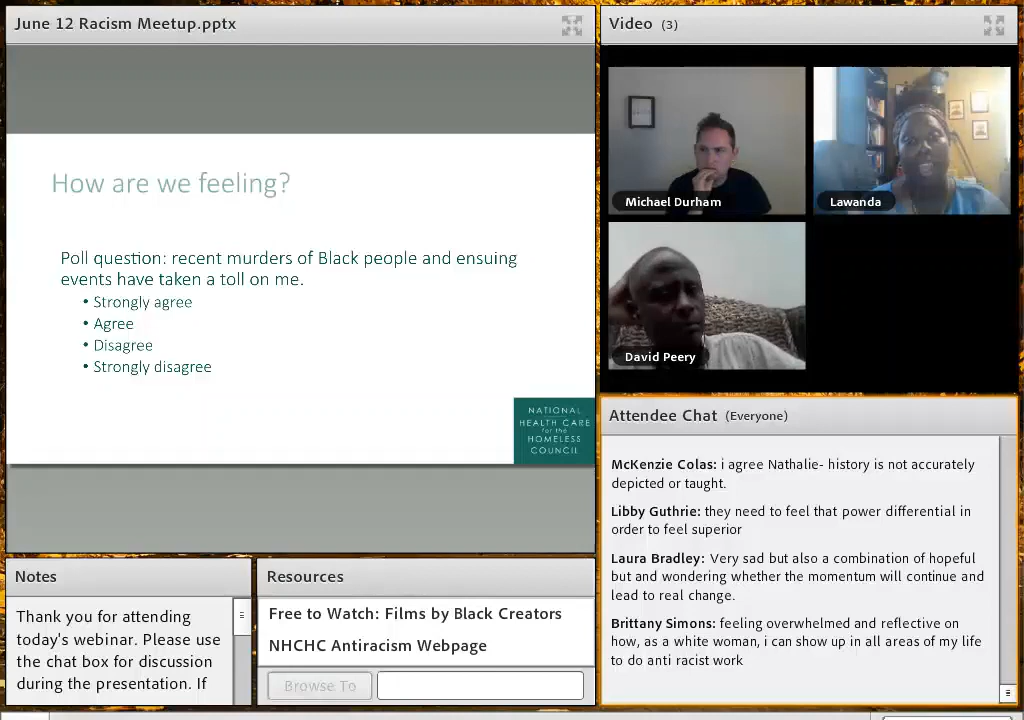 June 12 Racism Meetup.pptx
How are we feeling?
Poll question: recent murders of Black people and ensuing
events have taken a toll on me.
• Strongly agree
• Agree
• Disagree
• Strongly disagree
NATIONAL
HEALTH CARE
for the
HOMELESS
COUNCIL
Video (3)
Michael Durham
Lawanda
David Peery
Attendee Chat (Everyone)
McKenzie Colas: i agree Nathalie- history is not accurately
depicted or taught.
Libby Guthrie: they need to feel that power differential in
order to feel superior
Laura Bradley: Very sad but also a combination of hopeful
but and wondering whether the momentum will continue and
lead to real change.
Brittany Simons: feeling overwhelmed and reflective on
how, as a white woman, i can show up in all areas of my life
to do anti racist work
Notes
Thank you for attending
today's webinar. Please use
the chat box for discussion
during the presentation. If
Resources
Free to Watch: Films by Black Creators
NHCHC Antiracism Webpage
Browse To